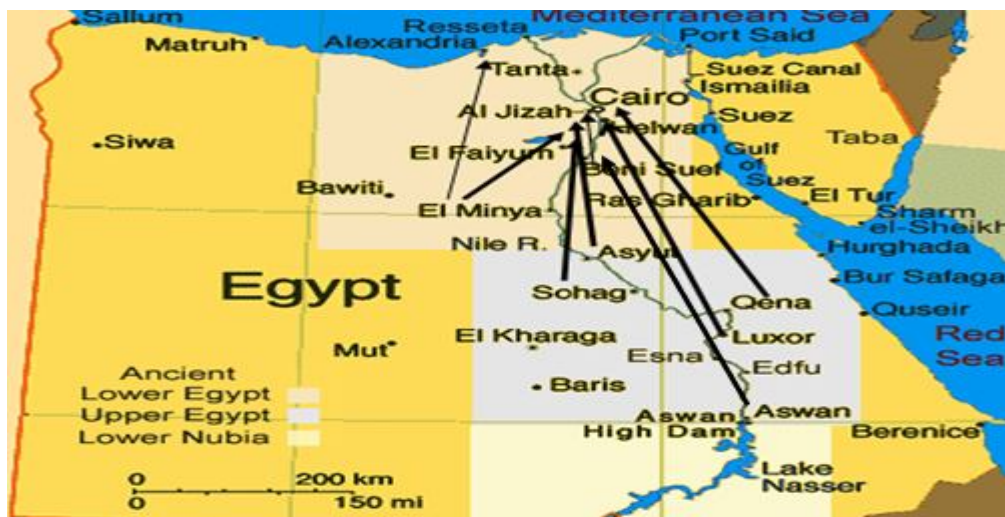 Mediterranean Sea
Sallum
Resseta
Matruh
Alexandria
Port Said
Tanta
Suez Canal
Ismailia
Cairo
Al Jizah
Suez
Helwan
Taba
Siwa
El Faiyum
Gulf
of
Suez
Beni Suef
Bawiti
Ras Gharib
El Tur
El Minya
Sharm
el-Sheikh
Nile R.
Asyut
Hurghada
Egypt
Bur Safaga
Sohag
Qena
Quseir
El Kharaga
Luxor
Red
Sea
Mut
Esna
Edfu
Ancient
Baris
Lower Egypt
Upper Egypt
Aswan
Aswan
High Dam
Lower Nubia
Berenice
Lake
Nasser
0 200 km
0 150 mi